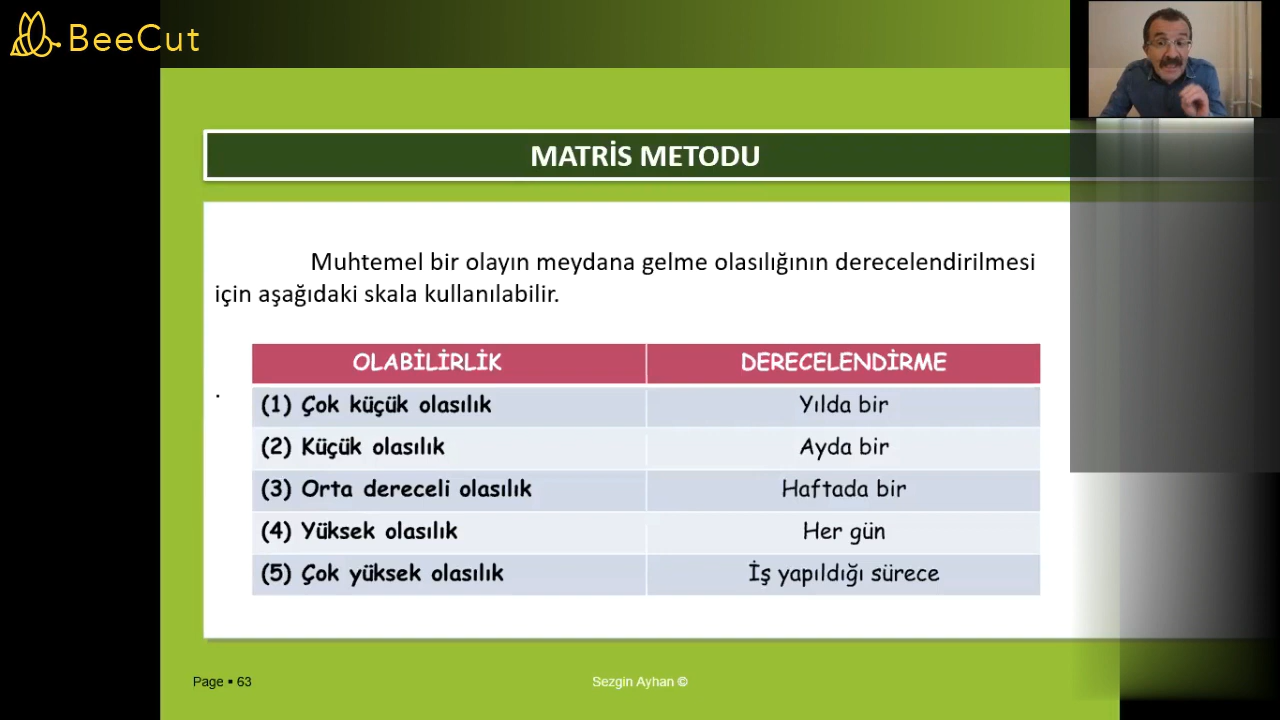 BeeCut
MATRİS METODU
Muhtemel bir olayın meydana gelme olasılığının derecelendirilmesi
için aşağıdaki skala kullanılabilir.
OLABİLİRLİK DERECELENDİRME
.
(1) Çok küçük olasılık Yılda bir
(2) Küçük olasılık Ayda bir
(3) Orta dereceli olasılık Haftada bir
(4) Yüksek olasılık Her gün
(5) Çok yüksek olasılık İş yapıldığı sürece
Page ▪ 63 Sezgin Ayhan ©